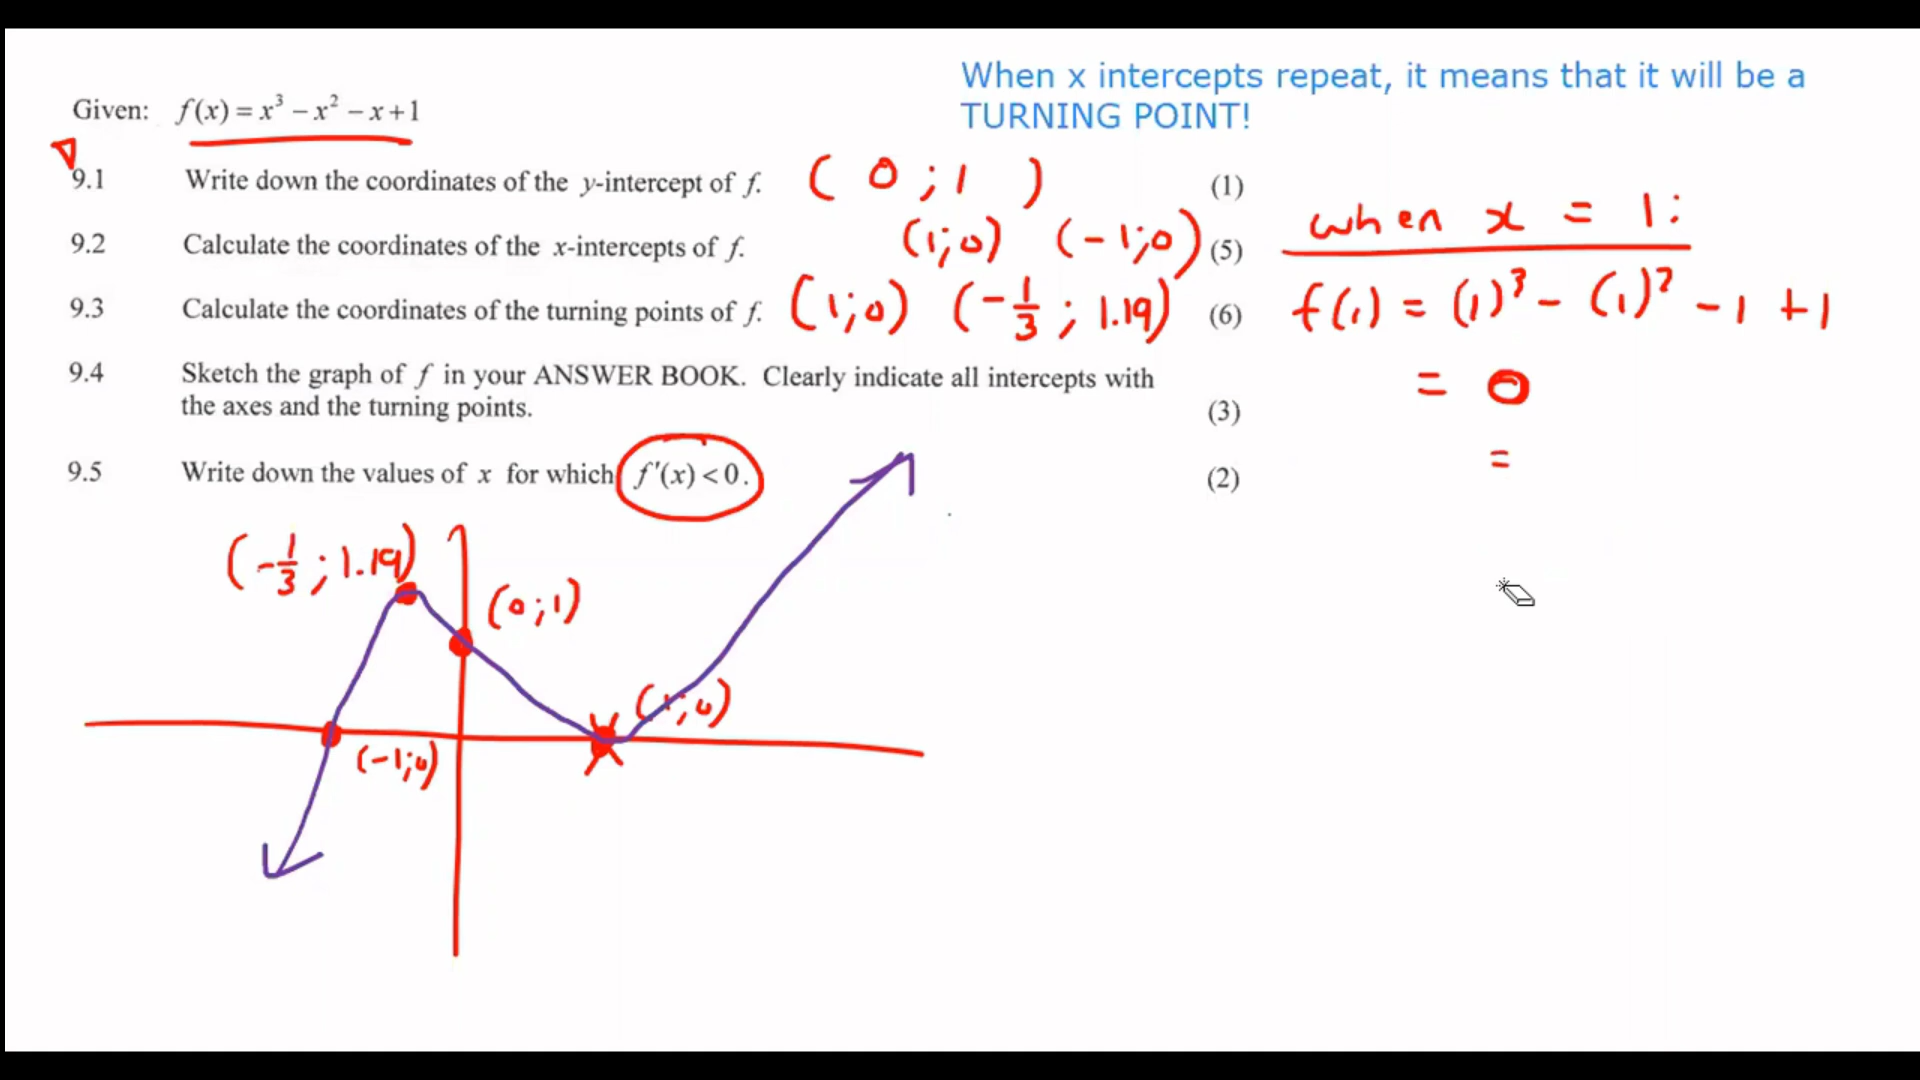 When x intercepts repeat, it means that it will be a
TURNING POINT!
Given: f(x) = x³ − x² − x + 1
9.1 Write down the coordinates of the y-intercept of f. (0 ; 1) (1)
9.2 Calculate the coordinates of the x-intercepts of f. (1;0) (-1;0) (5)
9.3 Calculate the coordinates of the turning points of f. (1;0) (-1/3 ; 1.19) (6)
9.4 Sketch the graph of f in your ANSWER BOOK. Clearly indicate all intercepts with
the axes and the turning points. (3)
9.5 Write down the values of x for which f′(x) < 0. (2)
when x = 1:
f(1) = (1)³ - (1)² - 1 + 1
= 0
=
(-1/3 ; 1.19)
(0;1)
(1;0)
(-1;0)